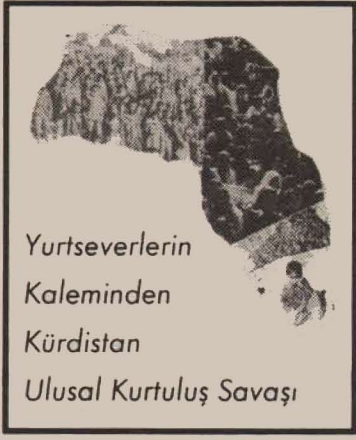 Yurtseverlerin
Kaleminden
Kürdistan
Ulusal Kurtuluş Savaşı